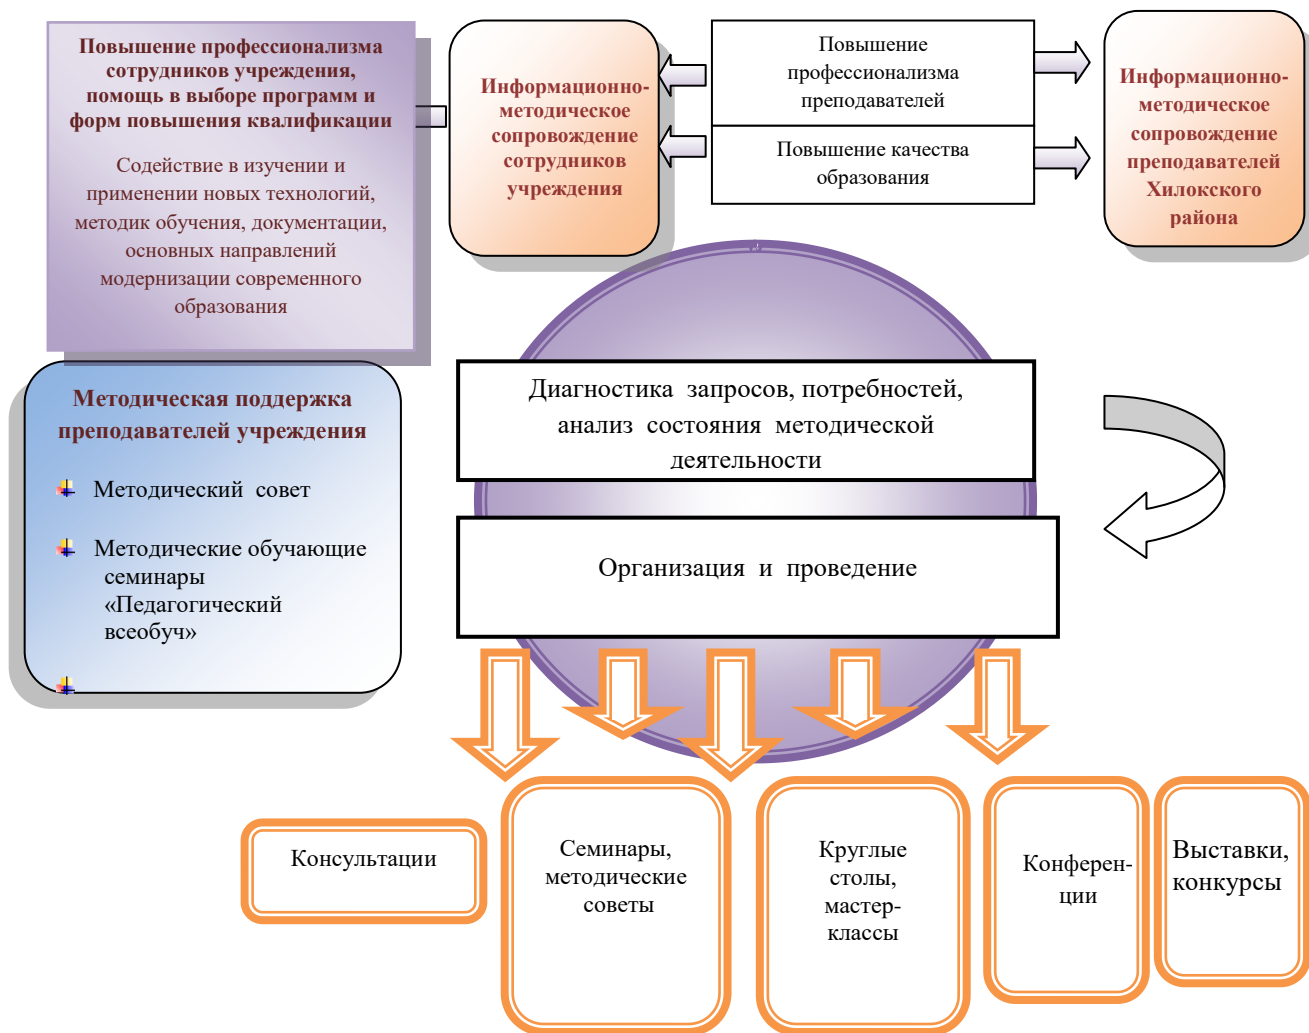 Повышение профессионализма
сотрудников учреждения,
помощь в выборе программ и
форм повышения квалификации
Содействие в изучении и
применении новых технологий,
методик обучения, документации,
основных направлений
модернизации современного
образования
Информационно-
методическое
сопровождение
сотрудников
учреждения
Повышение
профессионализма
преподавателей
Повышение качества
образования
Информационно-
методическое
сопровождение
преподавателей
Хилокского
района
Методическая поддержка
преподавателей учреждения
Методический совет
Методические обучающие
семинары
«Педагогический
всеобуч»
Диагностика запросов, потребностей,
анализ состояния методической
деятельности
Организация и проведение
Консультации
Семинары,
методические
советы
Круглые
столы,
мастер-
классы
Конферен-
ции
Выставки,
конкурсы